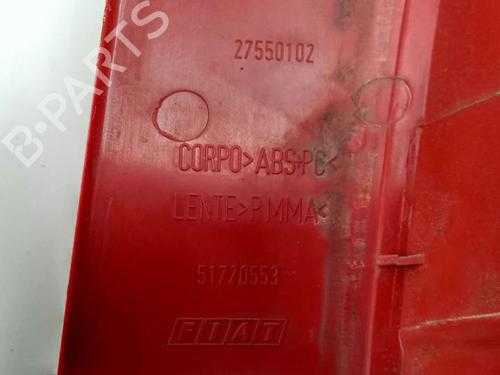 B-PARTS
27550102
CORPO>ABS+PC<
LENTE>PMMA<
51720553
FIAT